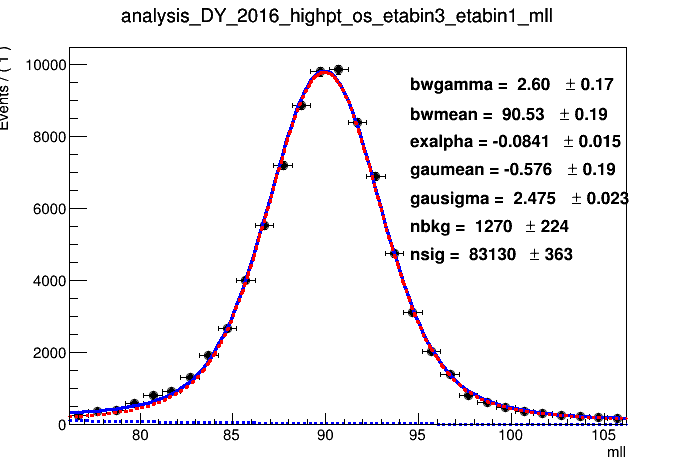 analysis_DY_2016_highpt_os_etabin3_etabin1_mll
Events / ( 1 )
10000
8000
6000
4000
2000
0
bwgamma = 2.60 ± 0.17
bwmean = 90.53 ± 0.19
exalpha = -0.0841 ± 0.015
gaumean = -0.576 ± 0.19
gausigma = 2.475 ± 0.023
nbkg = 1270 ± 224
nsig = 83130 ± 363
80 85 90 95 100 105
mll